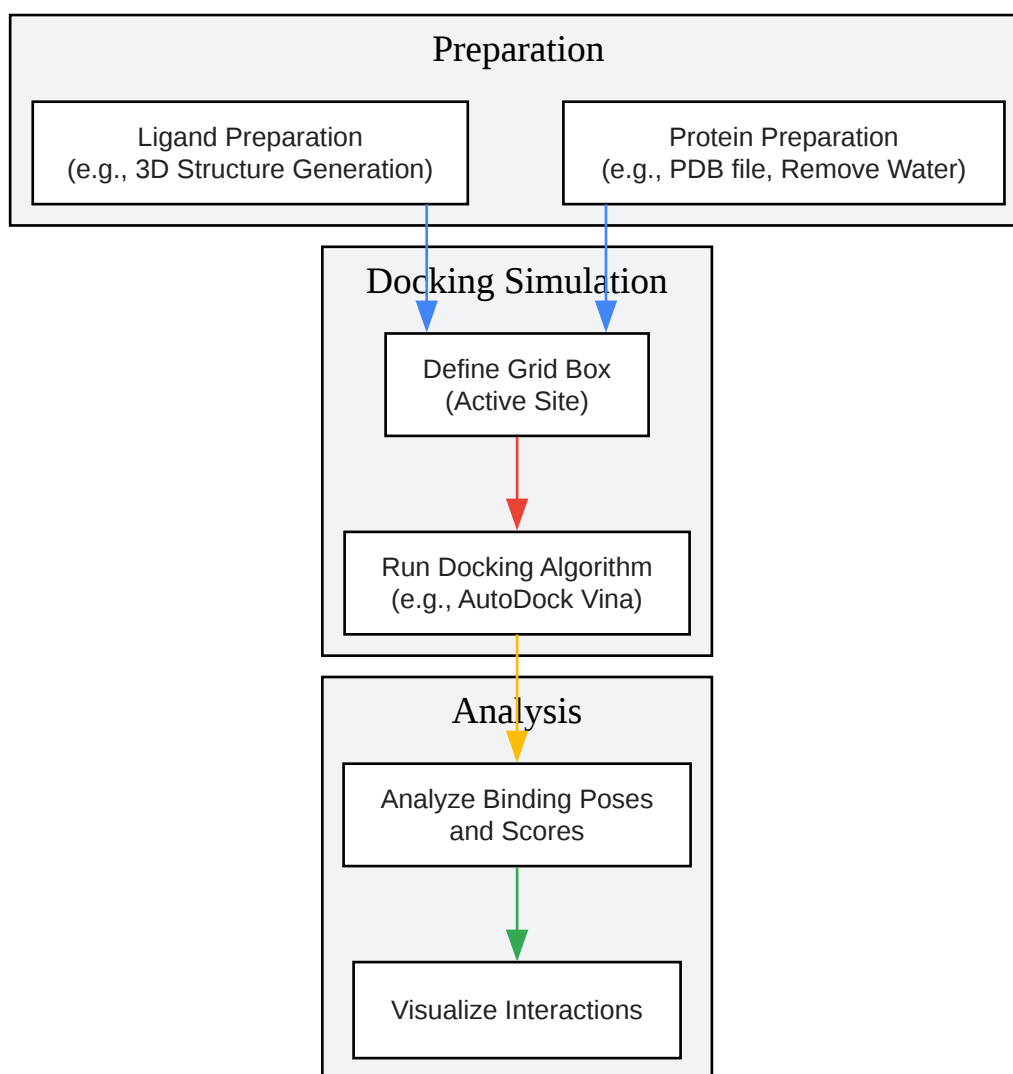 Preparation
Ligand Preparation
(e.g., 3D Structure Generation)
Protein Preparation
(e.g., PDB file, Remove Water)
Docking Simulation
Define Grid Box
(Active Site)
Run Docking Algorithm
(e.g., AutoDock Vina)
Analysis
Analyze Binding Poses
and Scores
Visualize Interactions